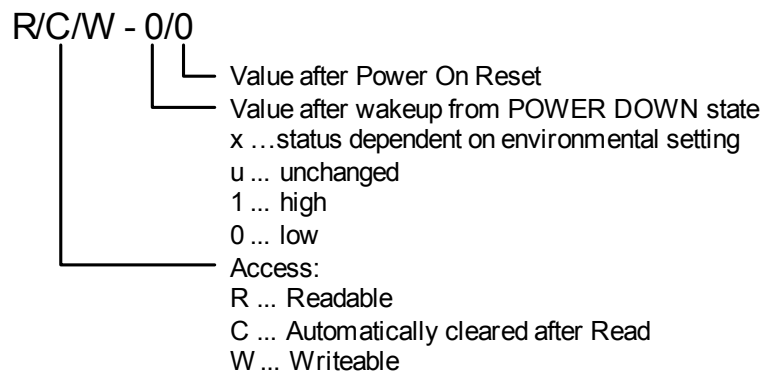 R/C/W - 0/0
Value after Power On Reset
Value after wakeup from POWER DOWN state
x ...status dependent on environmental setting
u ... unchanged
1 ... high
0 ... low
Access:
R ... Readable
C ... Automatically cleared after Read
W ... Writeable